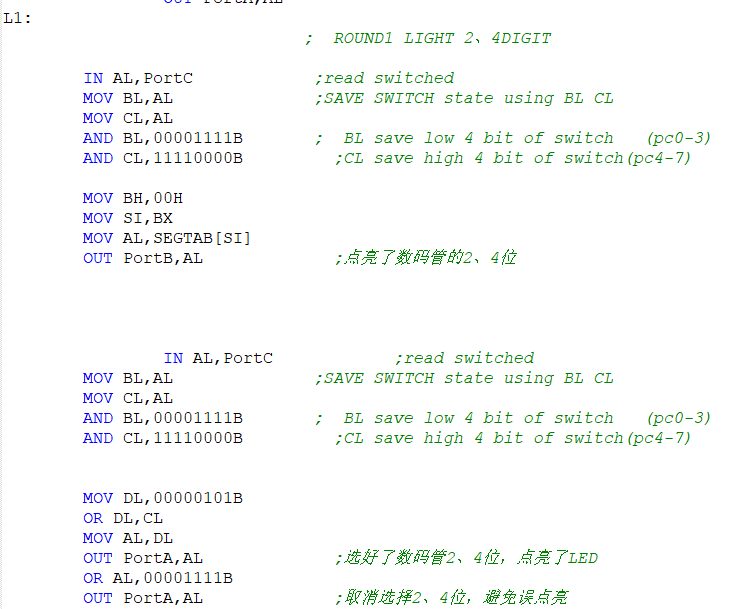 OUT PortA,AL
L1:
; ROUND1 LIGHT 2、4DIGIT
IN AL,PortC ;read switched
MOV BL,AL ;SAVE SWITCH state using BL CL
MOV CL,AL
AND BL,00001111B ; BL save low 4 bit of switch (pc0-3)
AND CL,11110000B ;CL save high 4 bit of switch(pc4-7)
MOV BH,00H
MOV SI,BX
MOV AL,SEGTAB[SI]
OUT PortB,AL ;点亮了数码管的2、4位
IN AL,PortC ;read switched
MOV BL,AL ;SAVE SWITCH state using BL CL
MOV CL,AL
AND BL,00001111B ; BL save low 4 bit of switch (pc0-3)
AND CL,11110000B ;CL save high 4 bit of switch(pc4-7)
MOV DL,00000101B
OR DL,CL
MOV AL,DL
OUT PortA,AL ;选好了数码管2、4位，点亮了LED
OR AL,00001111B
OUT PortA,AL ;取消选择2、4位，避免误点亮